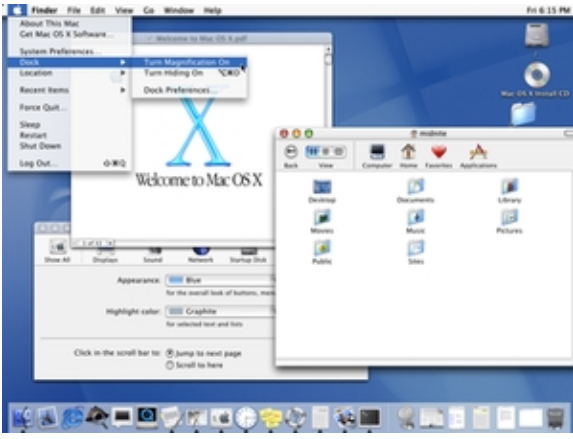 Finder File Edit View Go Window Help
Fri 6:15 PM
About This Mac
Get Mac OS X Software...
System Preferences...
Dock
Location
Recent Items
Force Quit...
Sleep
Restart
Shut Down
Log Out... ⇧⌘Q
Turn Magnification On
Turn Hiding On ⌥⌘D
Dock Preferences...
Welcome to Mac OS X.pdf
X
Welcome to Mac OS X
Mac OS X Install CD
midnite
Back View Computer Home Favorites Applications
Desktop Documents Library
Movies Music Pictures
Public Sites
Show All Displays Sound Network Startup Disk
Appearance: Blue
for the overall look of buttons,
Highlight color: Graphite
for selected text and lists
Click in the scroll bar to: Jump to next page
Scroll to here